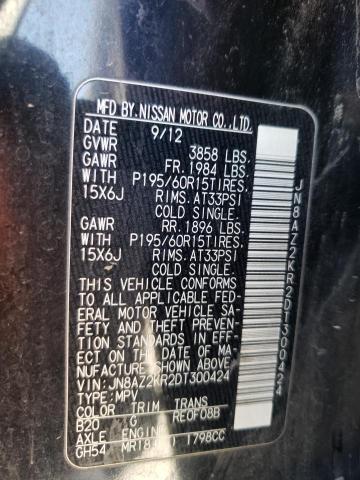 MFD BY.NISSAN MOTOR CO.,LTD.
DATE 9/12
GVWR 3858 LBS.
GAWR FR. 1984 LBS.
WITH P195/60R15TIRES,
15X6J RIMS.AT33PSI
COLD SINGLE.
GAWR RR. 1896 LBS.
WITH P195/60R15TIRES,
15X6J RIMS.AT33PSI
COLD SINGLE.
THIS VEHICLE CONFORMS
TO ALL APPLICABLE FED-
ERAL MOTOR VEHICLE SA-
FETY AND THEFT PREVEN-
TION STANDARDS IN EFF-
ECT ON THE DATE OF MA-
NUFACTURE SHOWN ABOVE.
VIN:JN8AZ2KR2DT300424
TYPE:MPV
COLOR TRIM TRANS
B20 G RE0F08B
AXLE ENGINE
GH54 MR18 1798CC
JN8AZ2KR2DT300424